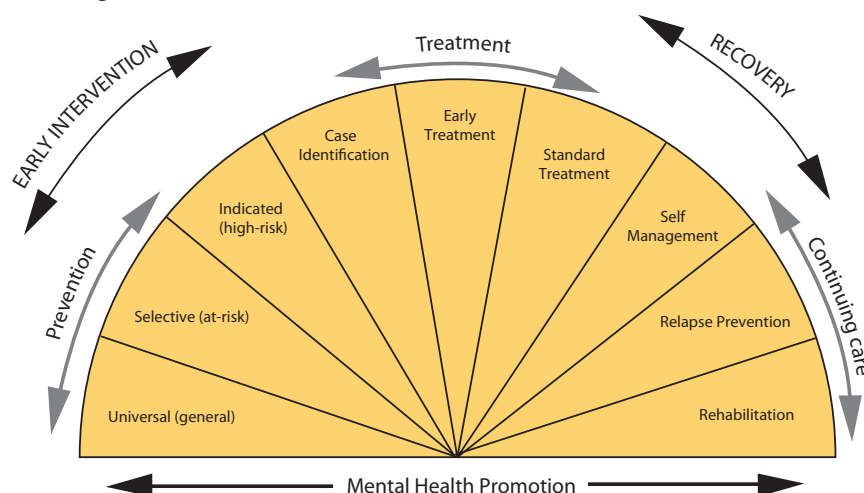 EARLY INTERVENTION
Treatment
RECOVERY
Prevention
Continuing care
Universal (general)
Selective (at-risk)
Indicated
(high-risk)
Case
Identification
Early
Treatment
Standard
Treatment
Self
Management
Relapse Prevention
Rehabilitation
Mental Health Promotion